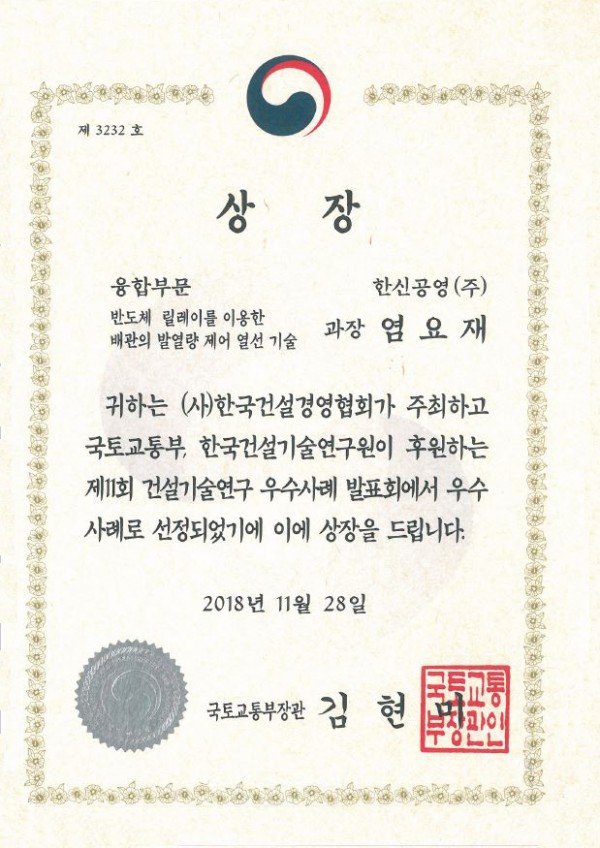 제 3232 호
상 장
융합부문
한신공영(주)
반도체 릴레이를 이용한
배관의 발열량 제어 열선 기술
과장 염요재
귀하는 (사)한국건설경영협회가 주최하고
국토교통부, 한국건설기술연구원이 후원하는
제11회 건설기술연구 우수사례 발표회에서 우수
사례로 선정되었기에 이에 상장을 드립니다.
2018년 11월 28일
국토교통부장관 김현미
국토교통
부장관인